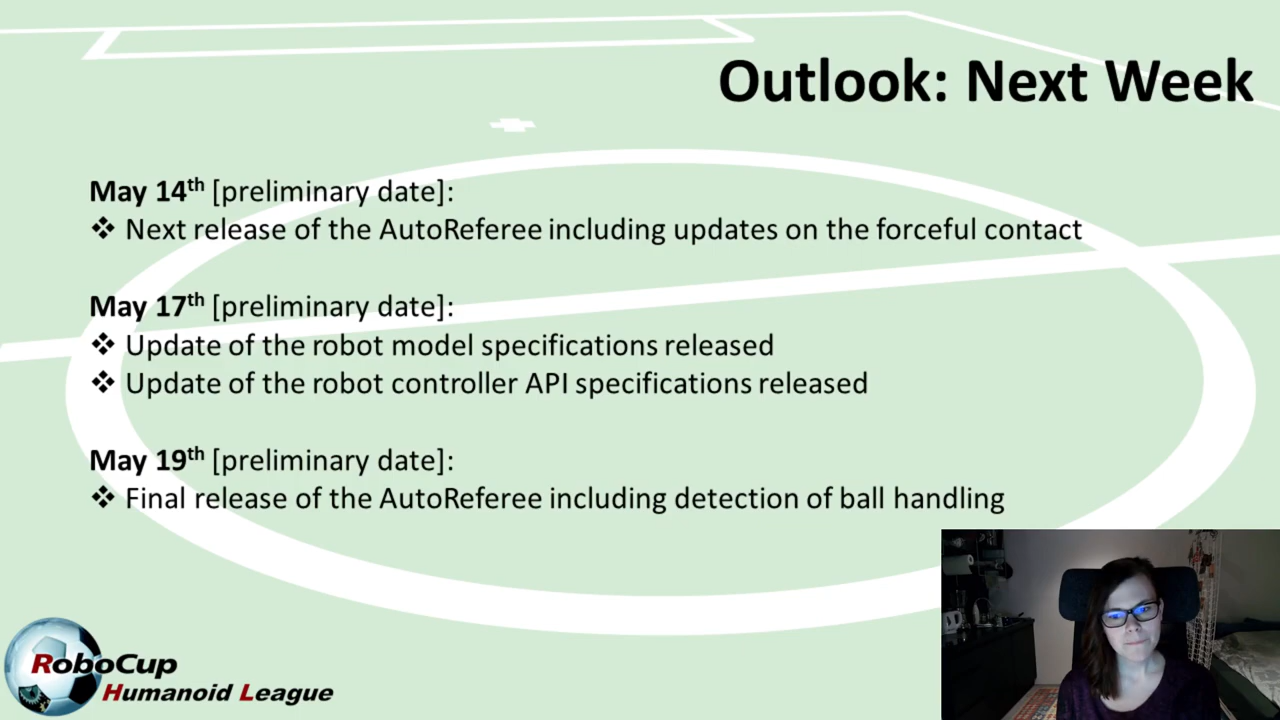 Outlook: Next Week
May 14th [preliminary date]:
❖ Next release of the AutoReferee including updates on the forceful contact
May 17th [preliminary date]:
❖ Update of the robot model specifications released
❖ Update of the robot controller API specifications released
May 19th [preliminary date]:
❖ Final release of the AutoReferee including detection of ball handling
RoboCup
Humanoid League